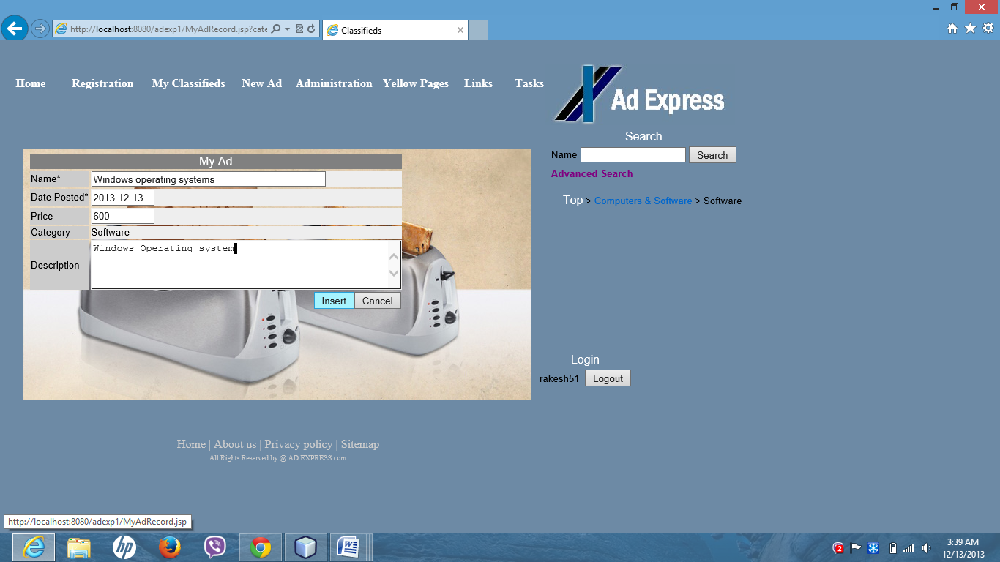 http://localhost:8080/adexp1/MyAdRecord.jsp?cate
Classifieds
Home Registration My Classifieds New Ad Administration Yellow Pages Links Tasks
Ad Express
Search
Name Search
Advanced Search
Top > Computers & Software > Software
My Ad
Name* Windows operating systems
Date Posted* 2013-12-13
Price 600
Category Software
Description Windows Operating system
Insert Cancel
Login
rakesh51 Logout
Home | About us | Privacy policy | Sitemap
All Rights Reserved by @ AD EXPRESS.com
http://localhost:8080/adexp1/MyAdRecord.jsp
hp
2
3:39 AM
12/13/2013